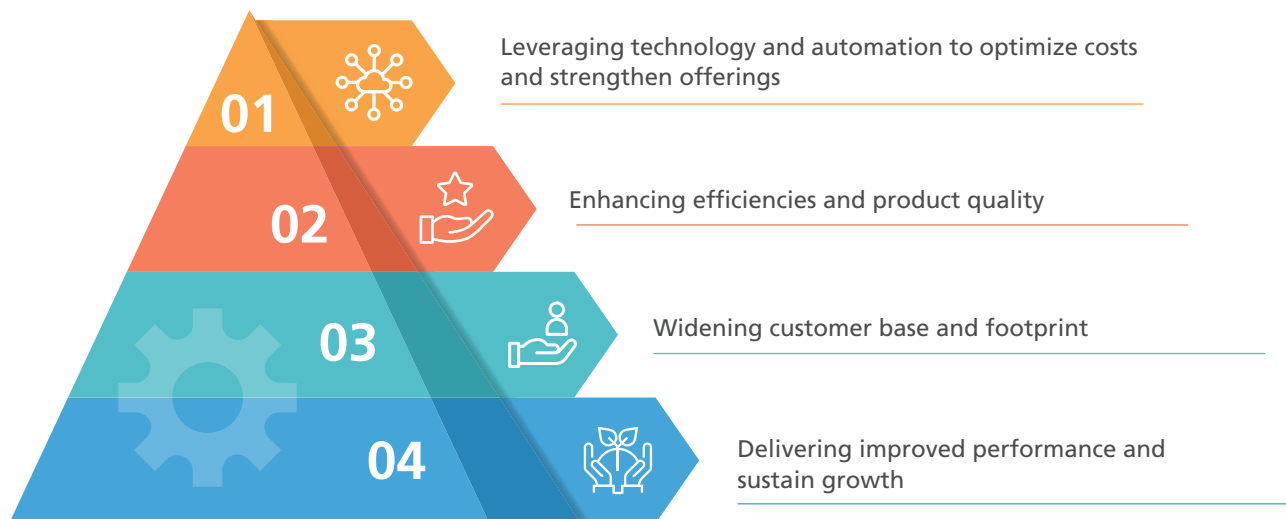 01
Leveraging technology and automation to optimize costs
and strengthen offerings
02
Enhancing efficiencies and product quality
03
Widening customer base and footprint
04
Delivering improved performance and
sustain growth